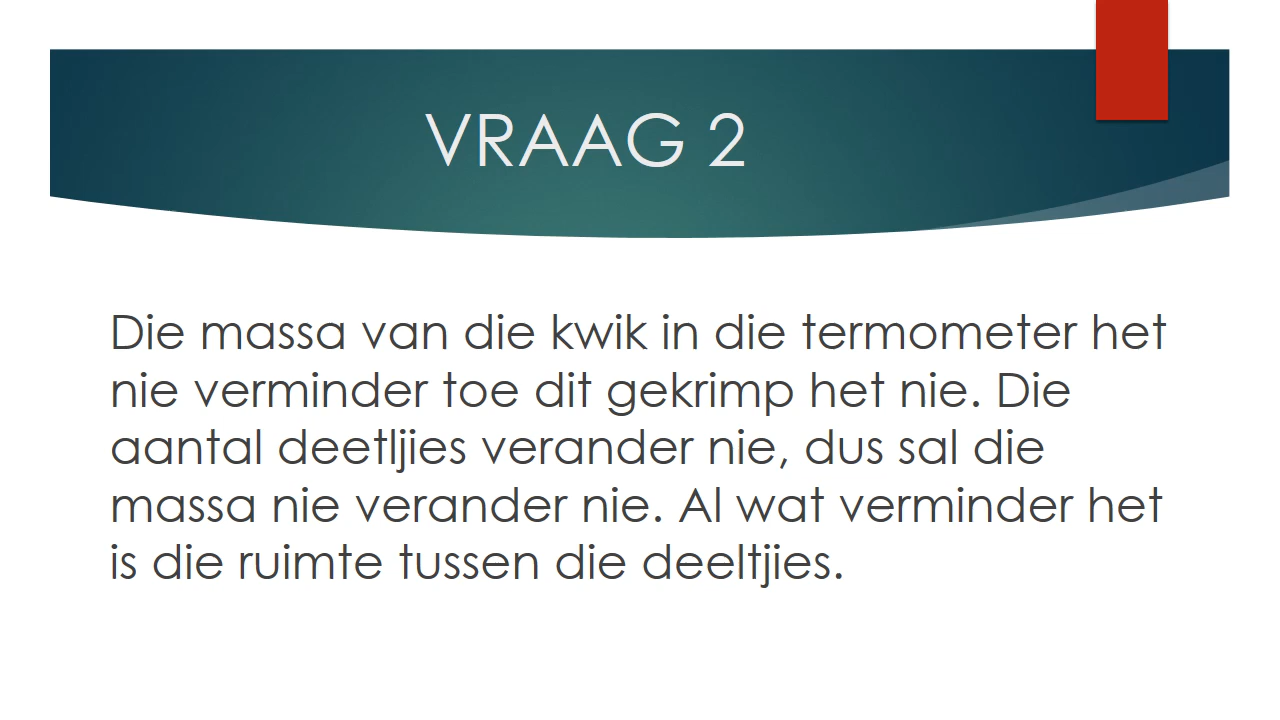 VRAAG 2
Die massa van die kwik in die termometer het
nie verminder toe dit gekrimp het nie. Die
aantal deetljies verander nie, dus sal die
massa nie verander nie. Al wat verminder het
is die ruimte tussen die deeltjies.